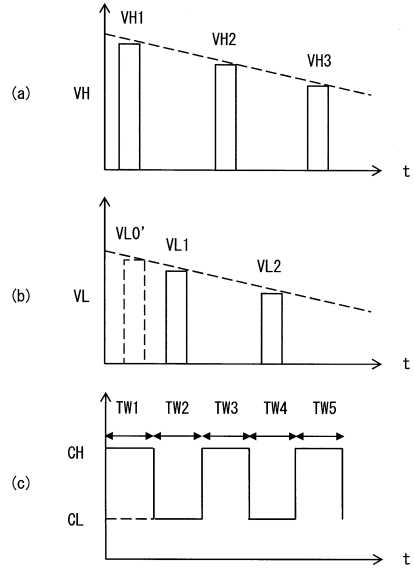 VH1
VH2
VH3
(a)
VH
t
VL0'
VL1
VL2
(b)
VL
t
TW1 TW2 TW3 TW4 TW5
CH
(c)
CL
t